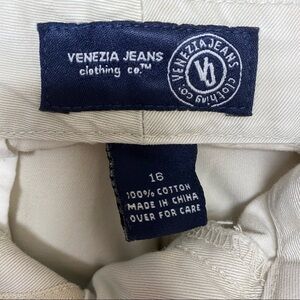 VENEZIA JEANS
clothing co.™
VENEZIA JEANS
clothing co
VJ
16
100% COTTON
MADE IN CHINA
OVER FOR CARE